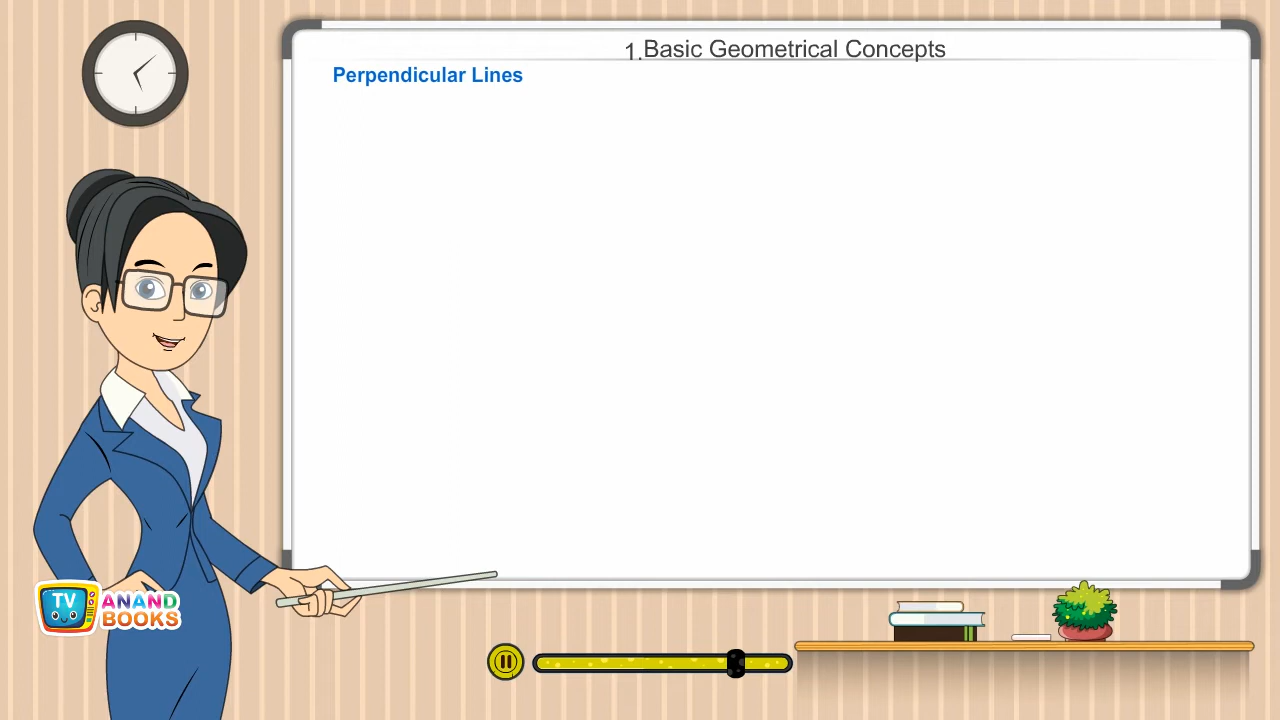 1.Basic Geometrical Concepts
Perpendicular Lines
TV
ANAND
BOOKS